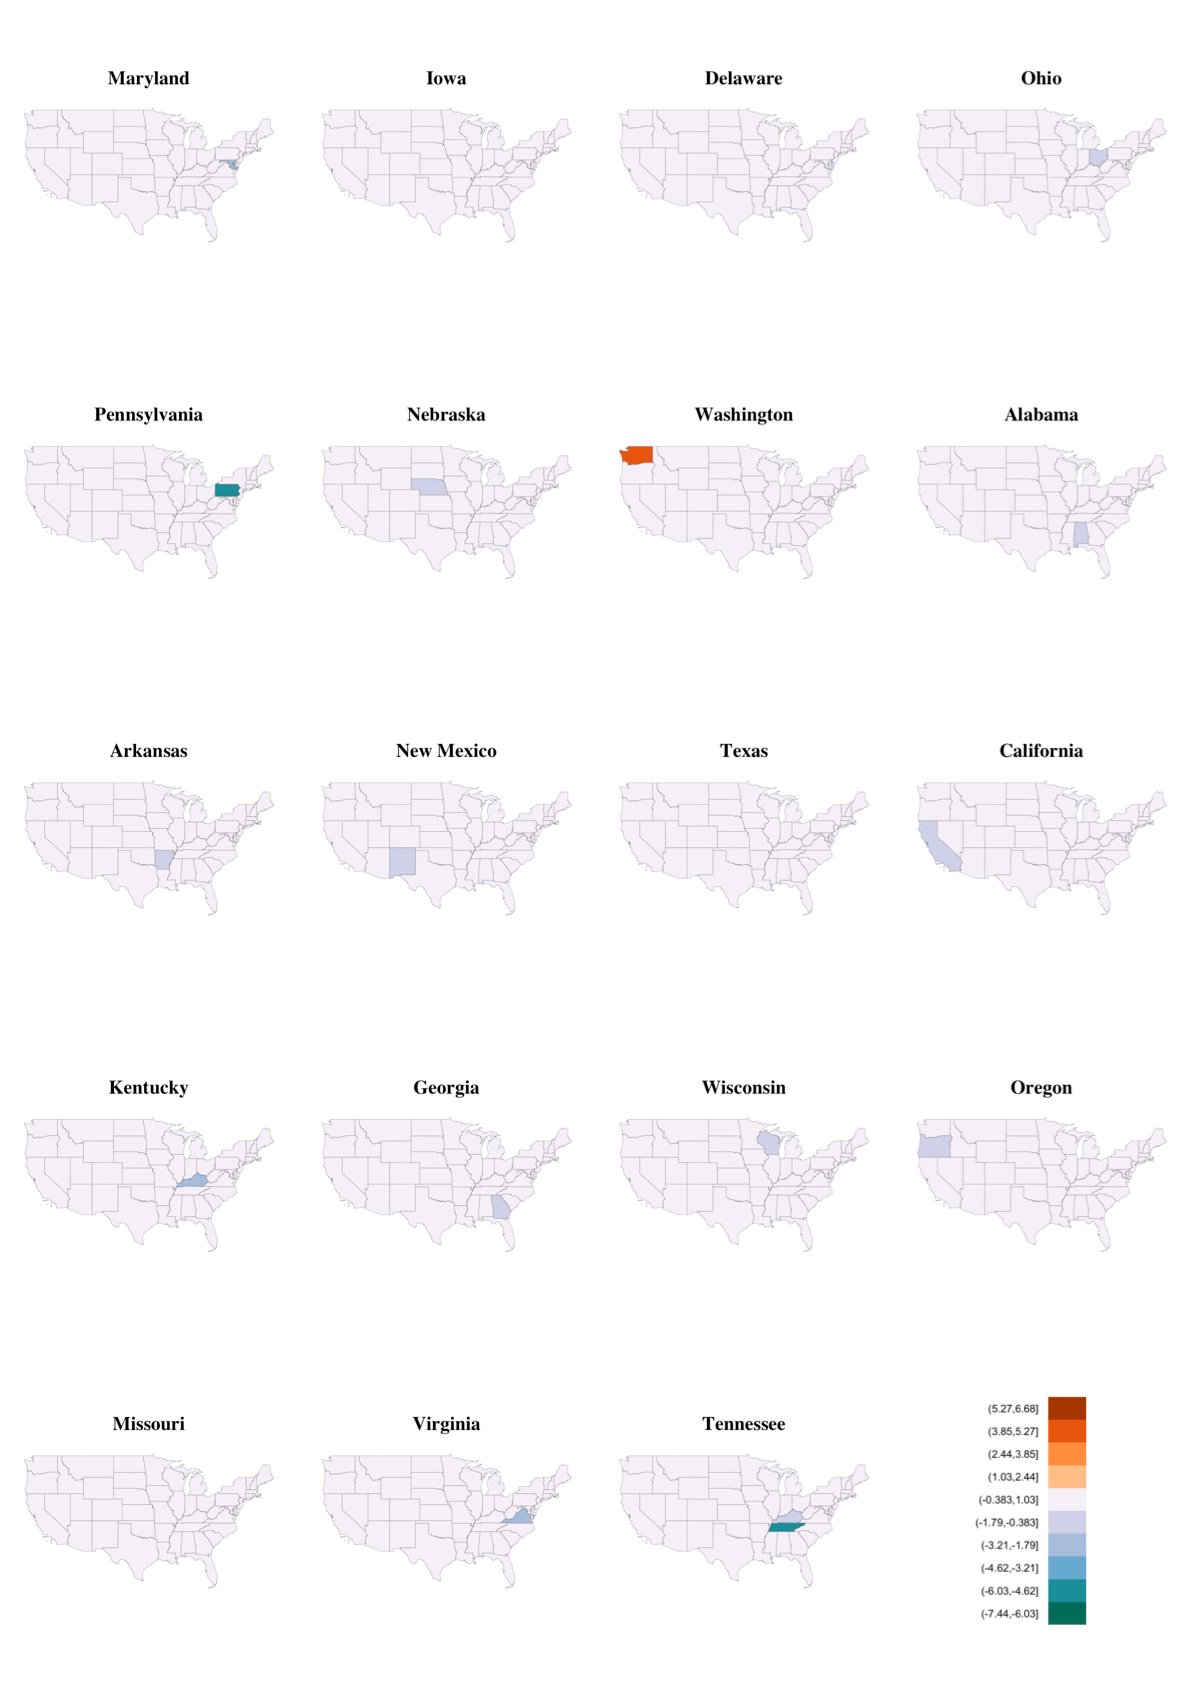 Maryland
Iowa
Delaware
Ohio
Pennsylvania
Nebraska
Washington
Alabama
Arkansas
New Mexico
Texas
California
Kentucky
Georgia
Wisconsin
Oregon
Missouri
Virginia
Tennessee
(5.27,6.68]
(3.85,5.27]
(2.44,3.85]
(1.03,2.44]
(-0.383,1.03]
(-1.79,-0.383]
(-3.21,-1.79]
(-4.62,-3.21]
(-6.03,-4.62]
(-7.44,-6.03]